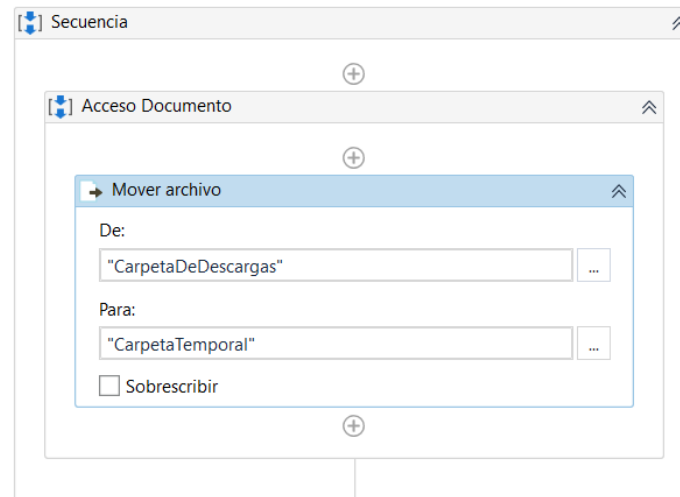 Secuencia
Acceso Documento
Mover archivo
De:
"CarpetaDeDescargas"
...
Para:
"CarpetaTemporal"
...
Sobrescribir